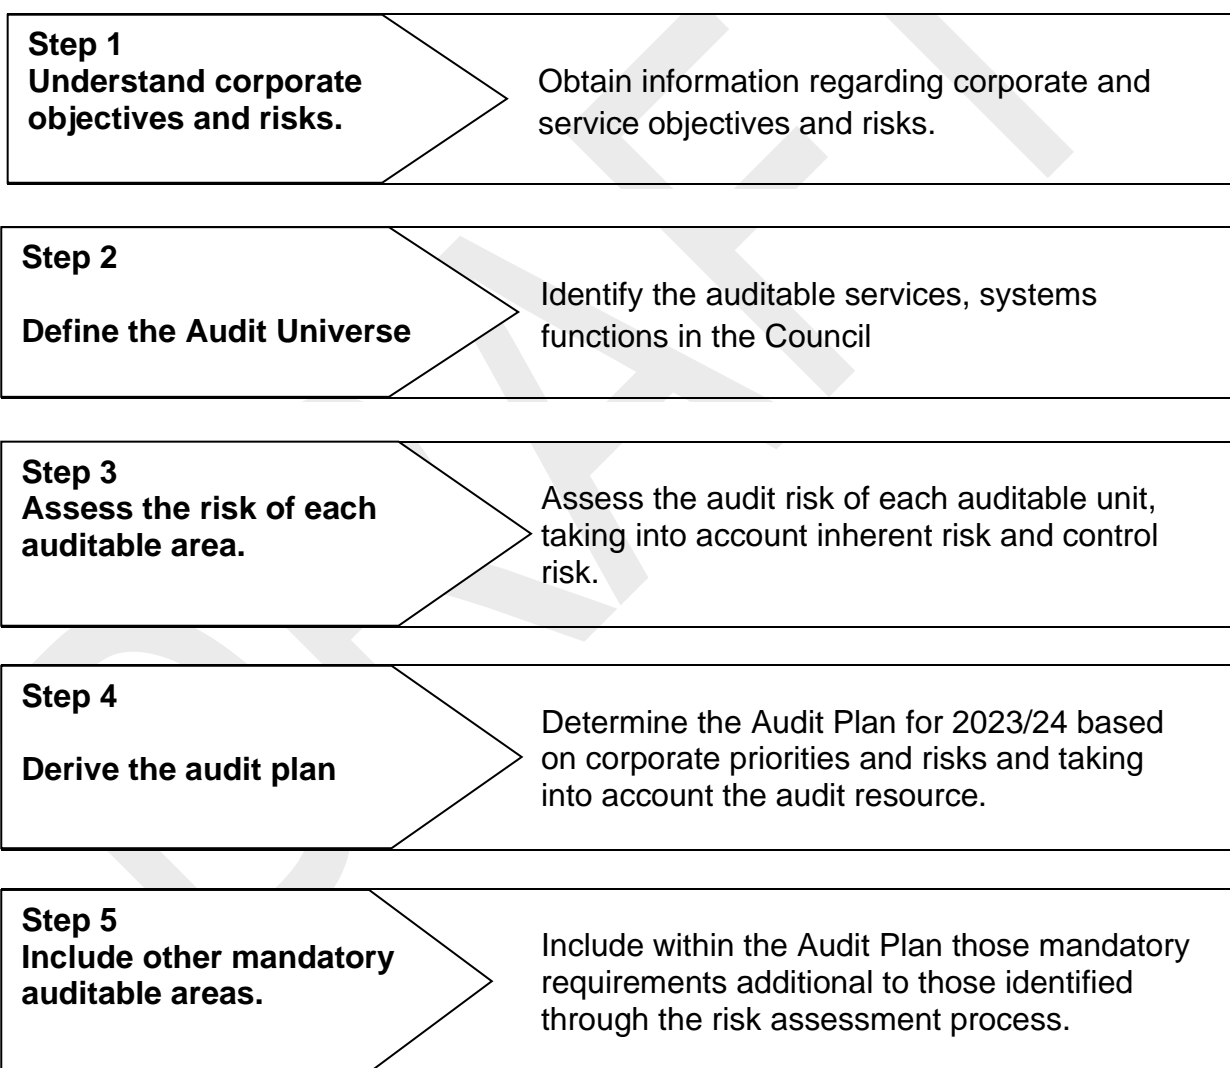 Step 1
Understand corporate
objectives and risks.
Obtain information regarding corporate and
service objectives and risks.
Step 2
Define the Audit Universe
Identify the auditable services, systems
functions in the Council
Step 3
Assess the risk of each
auditable area.
Assess the audit risk of each auditable unit,
taking into account inherent risk and control
risk.
Step 4
Derive the audit plan
Determine the Audit Plan for 2023/24 based
on corporate priorities and risks and taking
into account the audit resource.
Step 5
Include other mandatory
auditable areas.
Include within the Audit Plan those mandatory
requirements additional to those identified
through the risk assessment process.
DRAFT